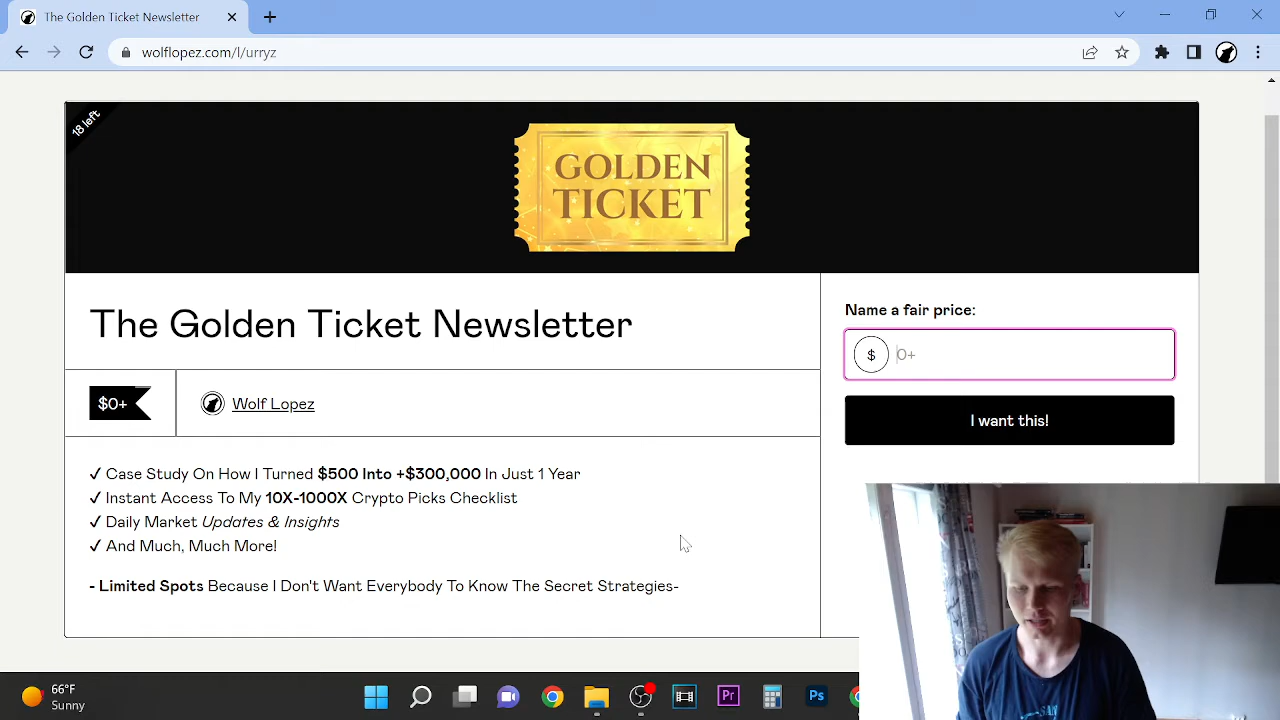 The Golden Ticket Newsletter
wolflopez.com/l/urryz
18 left
GOLDEN
TICKET
The Golden Ticket Newsletter
$0+
Wolf Lopez
✓ Case Study On How I Turned $500 Into +$300,000 In Just 1 Year
✓ Instant Access To My 10X-1000X Crypto Picks Checklist
✓ Daily Market Updates & Insights
✓ And Much, Much More!
- Limited Spots Because I Don't Want Everybody To Know The Secret Strategies-
Name a fair price:
$ 0+
I want this!
66°F
Sunny
Pr
Ps